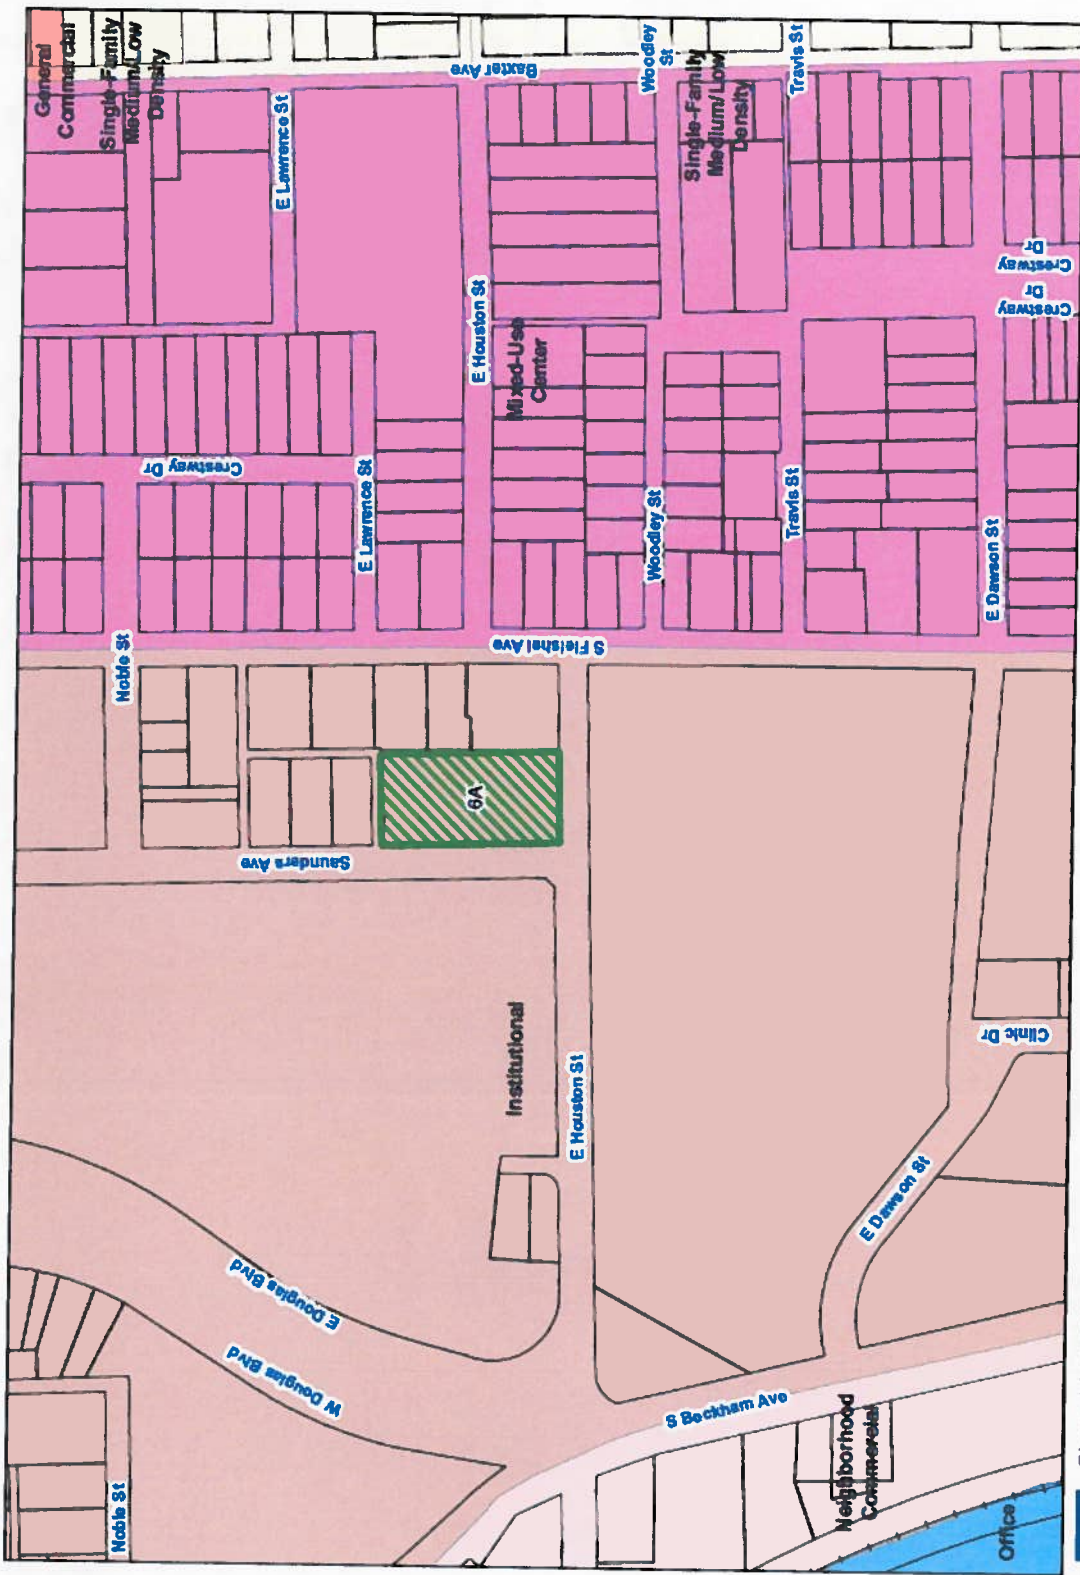 General
Commercial
Single-Family
Medium/Low
Density
Baxter Ave
Woodley
St
Travis St
Single-Family
Medium/Low
Density
E Lawrence St
Crestway
Dr
Crestway
Dr
E Houston St
Mixed-Use
Center
Crestway Dr
E Lawrence St
Woodley St
Travis St
E Dawson St
Noble St
S Fleishel Ave
6A
Saunders Ave
Institutional
E Houston St
Clinic Dr
E Dawson St
E Douglas Blvd
W Douglas Blvd
S Beckham Ave
Neighborhood
Commercial
Noble St
Office